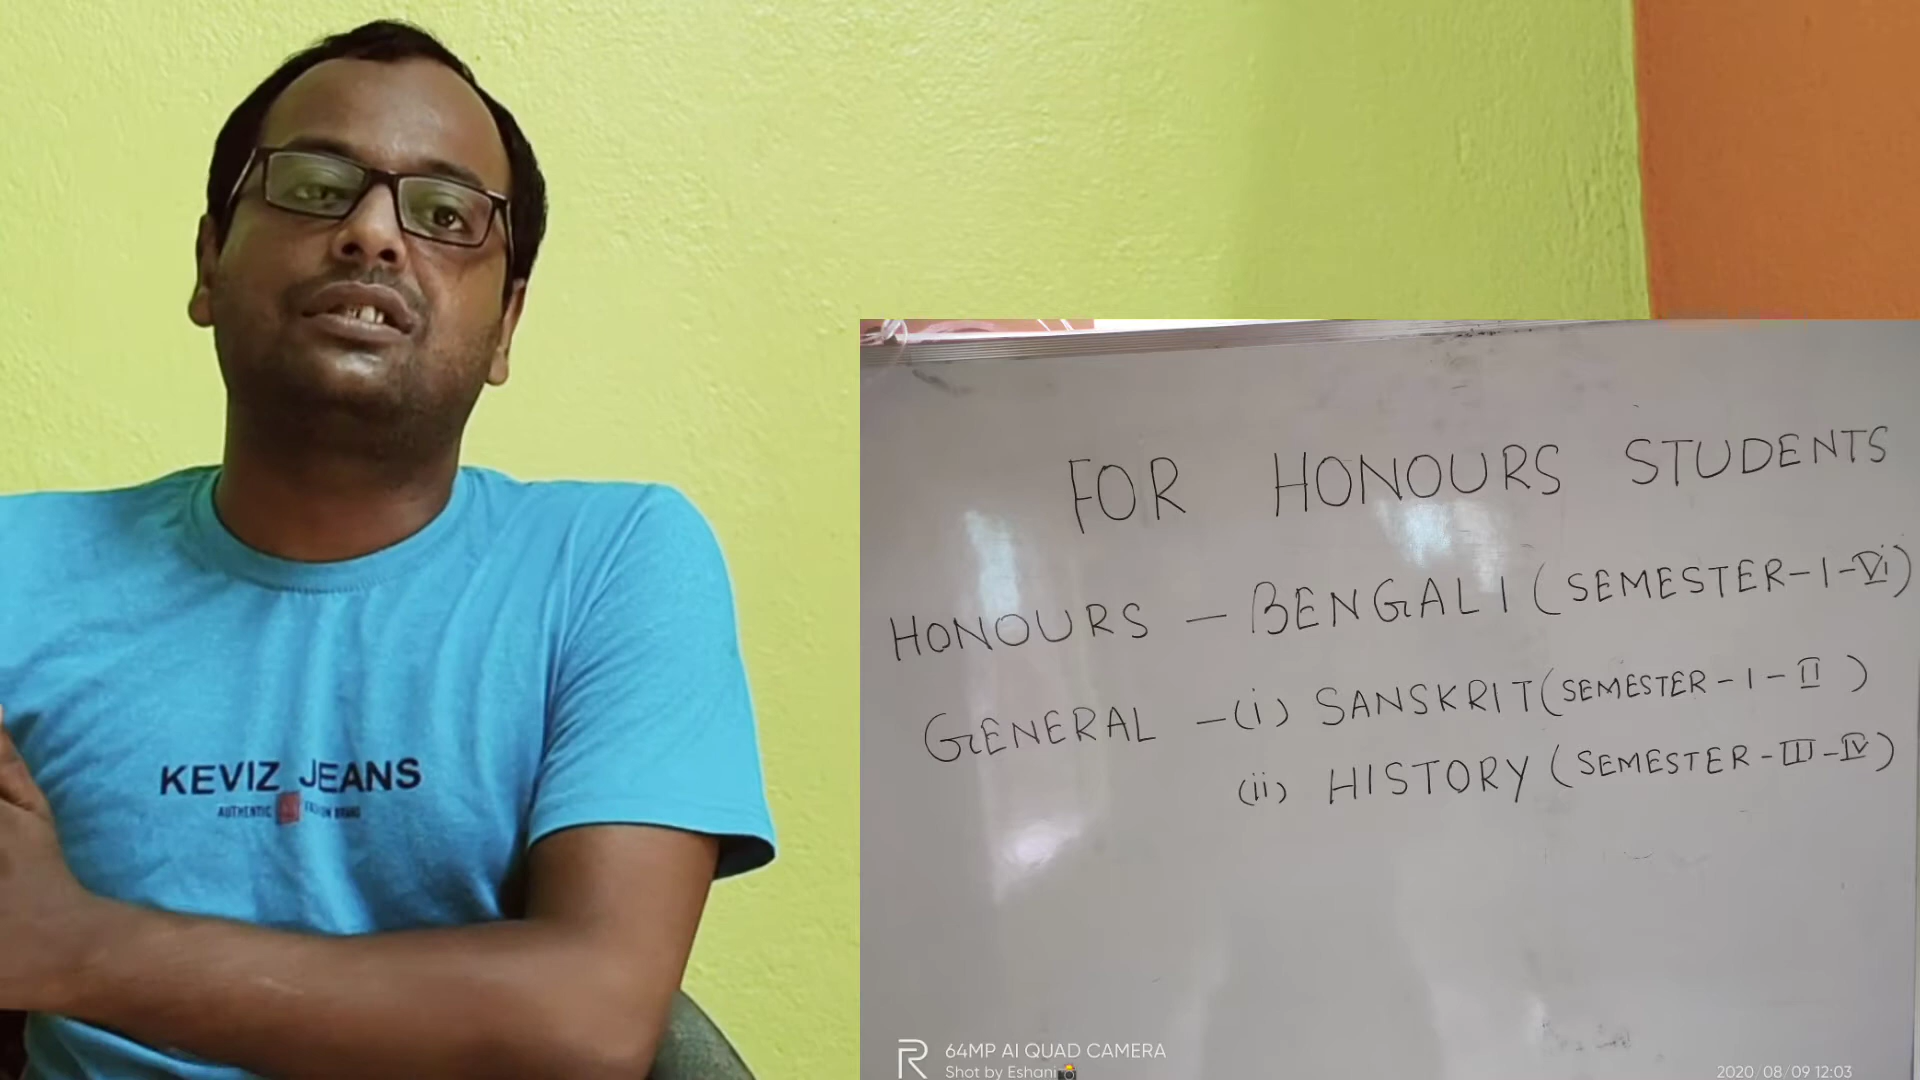 KEVIZ JEANS
AUTHENTIC
FOR HONOURS STUDENTS
HONOURS – BENGALI (SEMESTER–I–VI)
GENERAL –(i) SANSKRIT(SEMESTER–I–II)
(ii) HISTORY (SEMESTER–III–IV)
R
64MP AI QUAD CAMERA
Shot by Eshani📸
2020/08/09 12:03